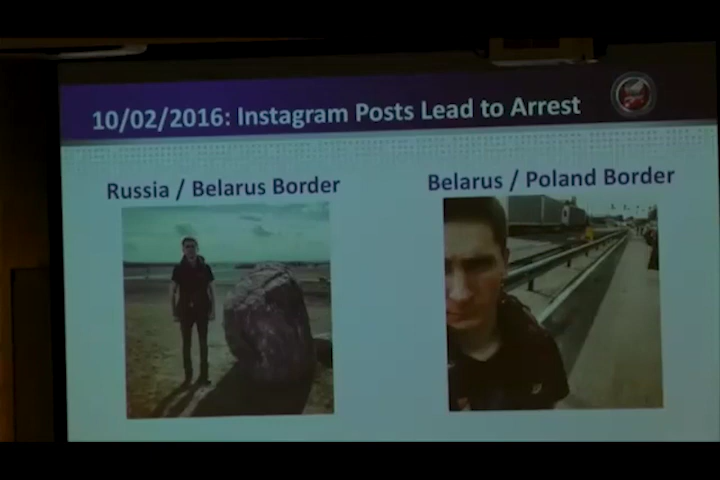 10/02/2016: Instagram Posts Lead to Arrest
Russia / Belarus Border
Belarus / Poland Border